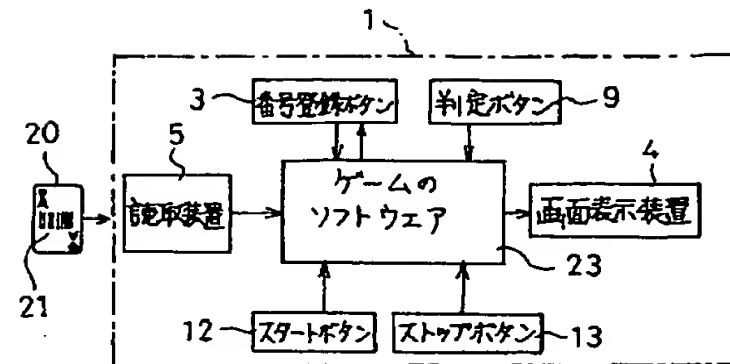 1
3
番号登録ボタン
判定ボタン
9
20
5
4
読取装置
ゲームの
ソフトウェア
画面表示装置
21
23
12
スタートボタン
ストップボタン
13